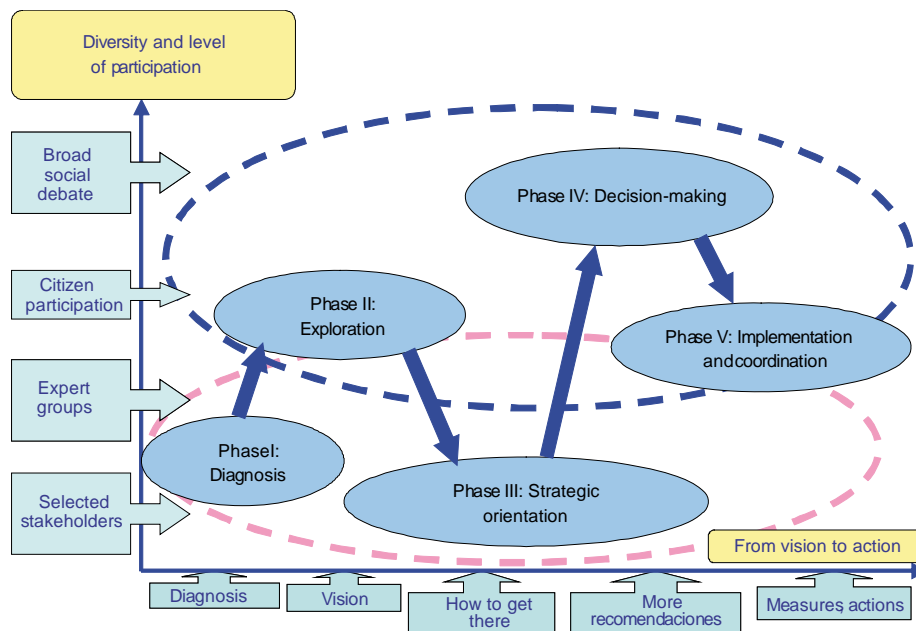 Diversity and level
of participation
Broad
social
debate
Phase IV: Decision-making
Citizen
participation
Phase II:
Exploration
Phase V: Implementation
and coordination
Expert
groups
PhaseI:
Diagnosis
Phase III: Strategic
orientation
Selected
stakeholders
From vision to action
Diagnosis
Vision
How to get
there
More
recomendaciones
Measures, actions